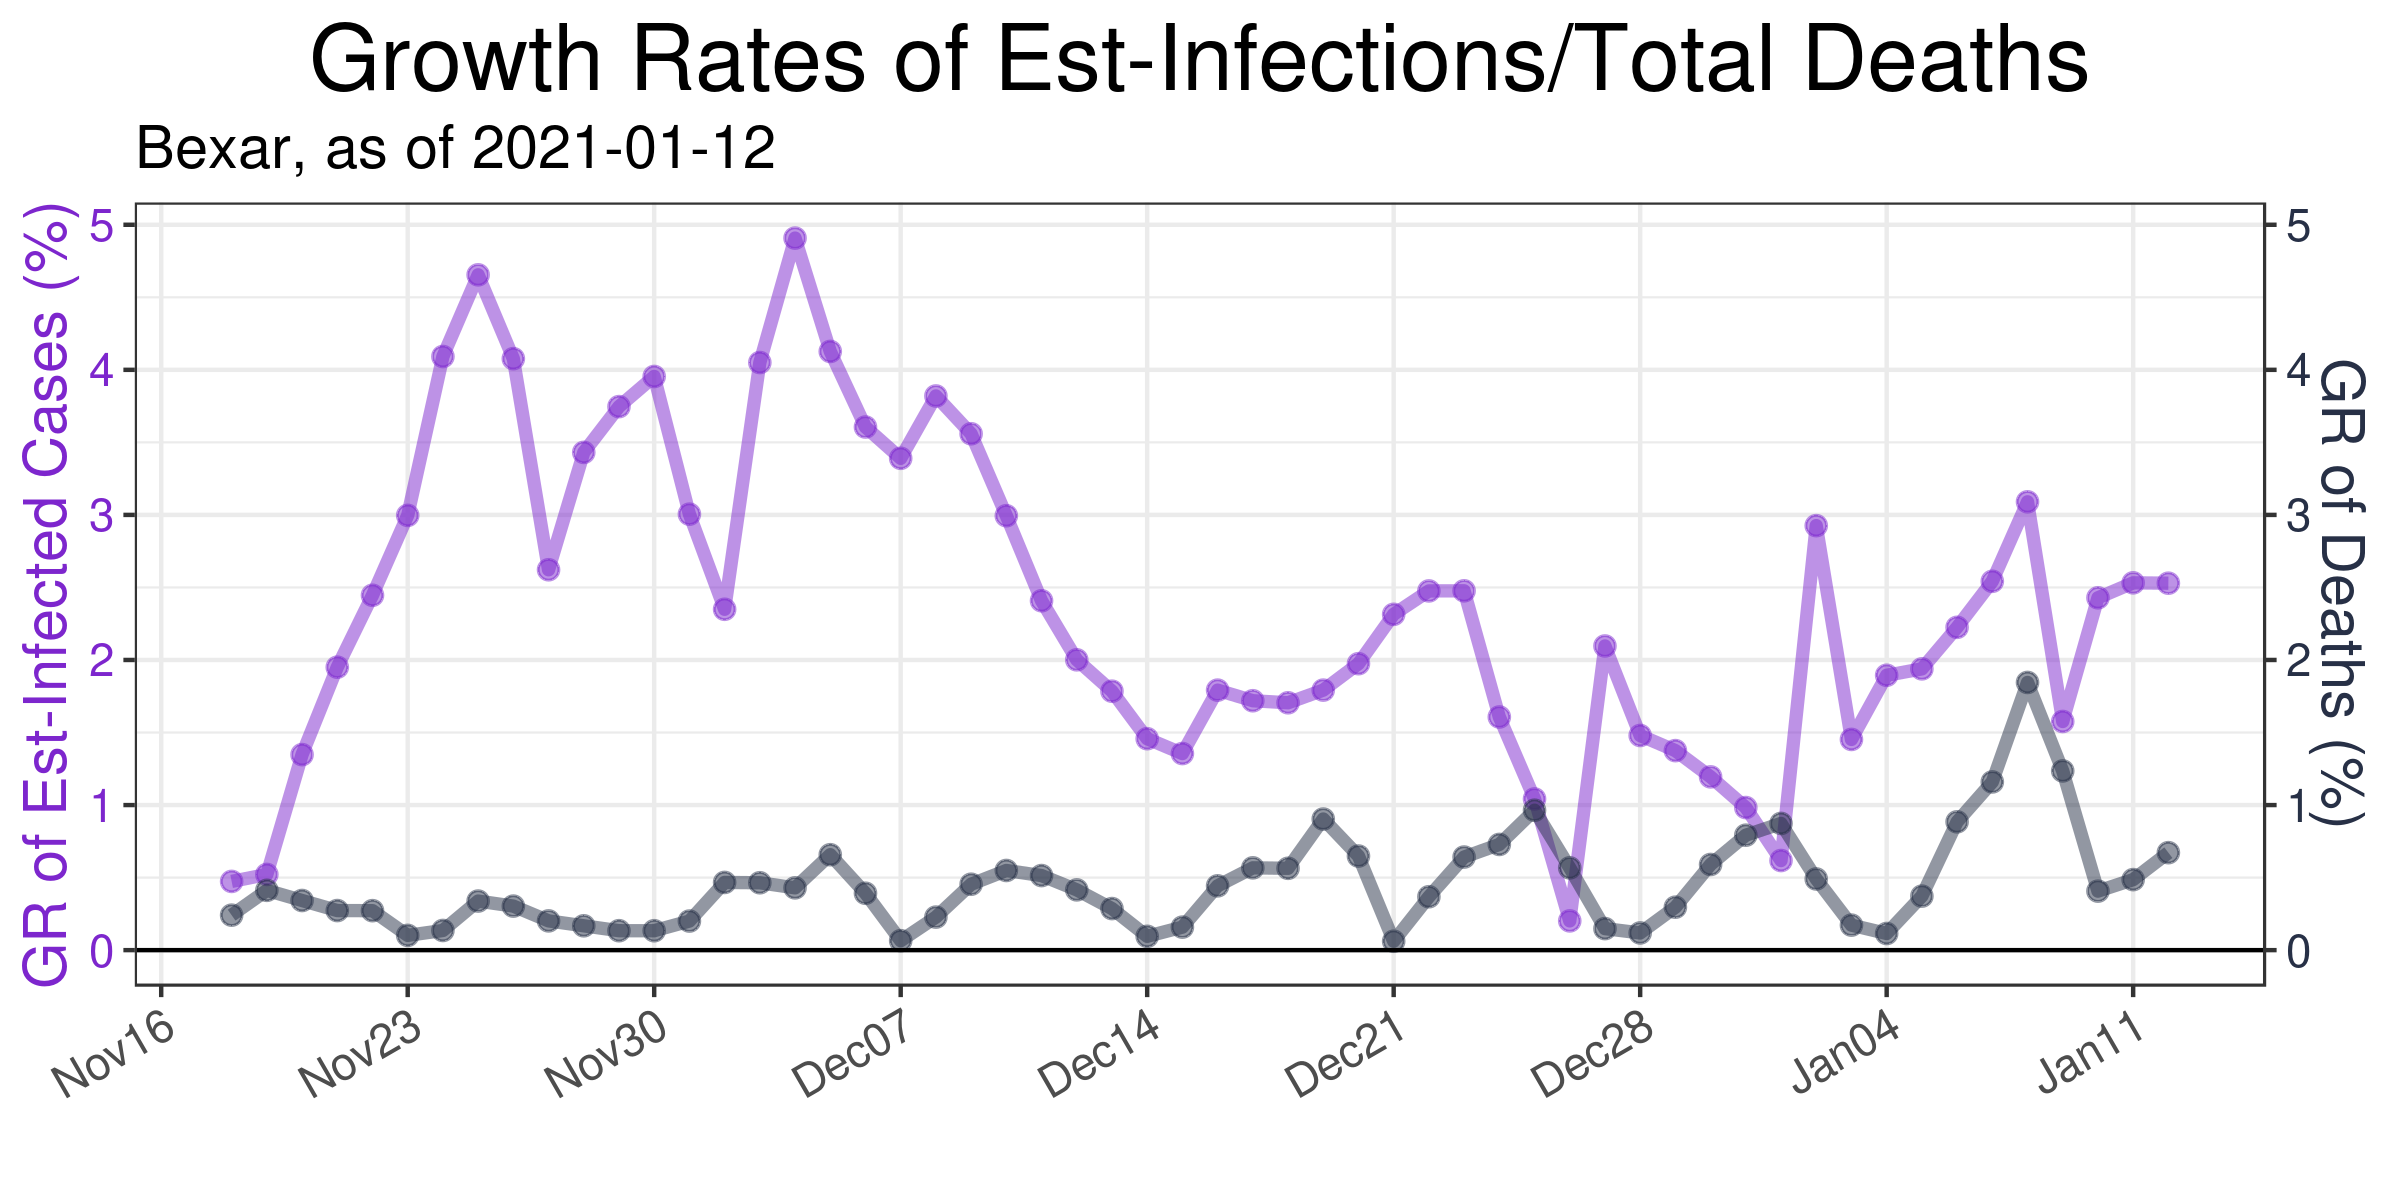 Growth Rates of Est-Infections/Total Deaths
Bexar, as of 2021-01-12
GR of Est-Infected Cases (%)
5
4
3
2
1
0
5
4
3
2
1
0
GR of Deaths (%)
Nov16
Nov23
Nov30
Dec07
Dec14
Dec21
Dec28
Jan04
Jan11